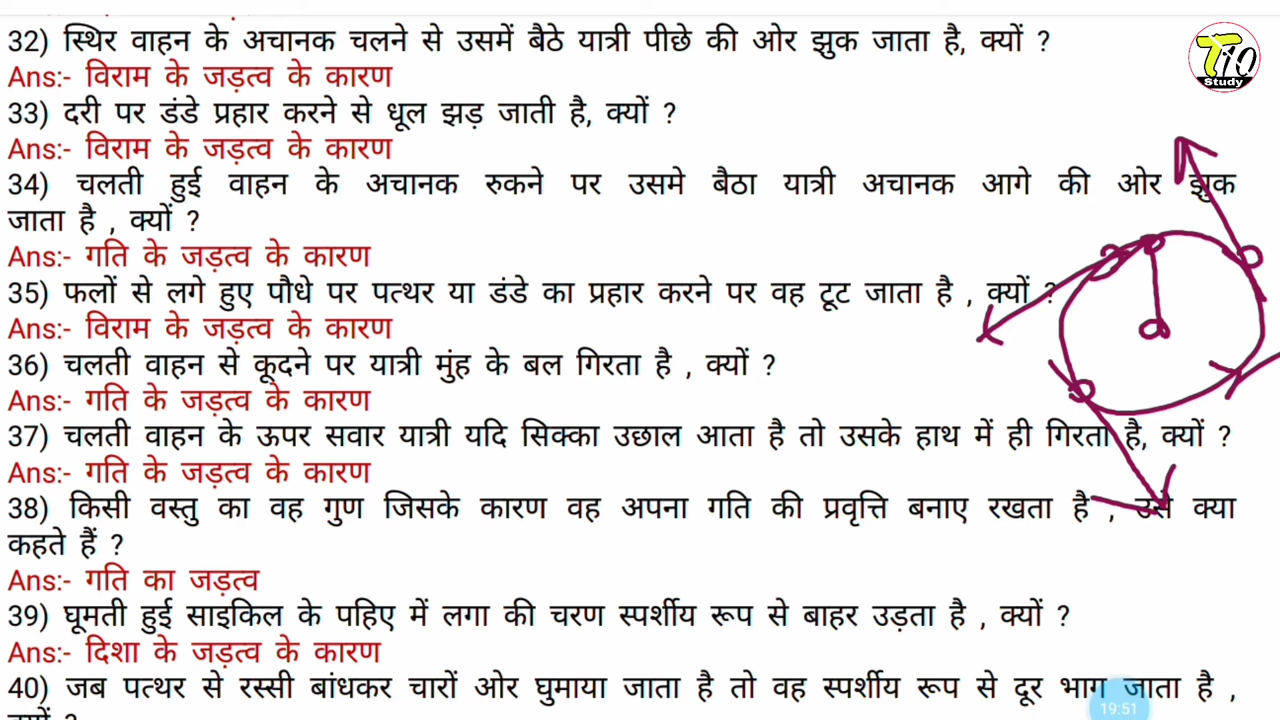 32) स्थिर वाहन के अचानक चलने से उसमें बैठे यात्री पीछे की ओर झुक जाता है, क्यों ?
Ans:- विराम के जड़त्व के कारण
33) दरी पर डंडे प्रहार करने से धूल झड़ जाती है, क्यों ?
Ans:- विराम के जड़त्व के कारण
34) चलती हुई वाहन के अचानक रुकने पर उसमे बैठा यात्री अचानक आगे की ओर झुक
जाता है , क्यों ?
Ans:- गति के जड़त्व के कारण
35) फलों से लगे हुए पौधे पर पत्थर या डंडे का प्रहार करने पर वह टूट जाता है , क्यों ?
Ans:- विराम के जड़त्व के कारण
36) चलती वाहन से कूदने पर यात्री मुंह के बल गिरता है , क्यों ?
Ans:- गति के जड़त्व के कारण
37) चलती वाहन के ऊपर सवार यात्री यदि सिक्का उछाल आता है तो उसके हाथ में ही गिरता है, क्यों ?
Ans:- गति के जड़त्व के कारण
38) किसी वस्तु का वह गुण जिसके कारण वह अपना गति की प्रवृत्ति बनाए रखता है , उसे क्या
कहते हैं ?
Ans:- गति का जड़त्व
39) घूमती हुई साइकिल के पहिए में लगा की चरण स्पर्शीय रूप से बाहर उड़ता है , क्यों ?
Ans:- दिशा के जड़त्व के कारण
40) जब पत्थर से रस्सी बांधकर चारों ओर घुमाया जाता है तो वह स्पर्शीय रूप से दूर भाग जाता है ,
19:51
Study